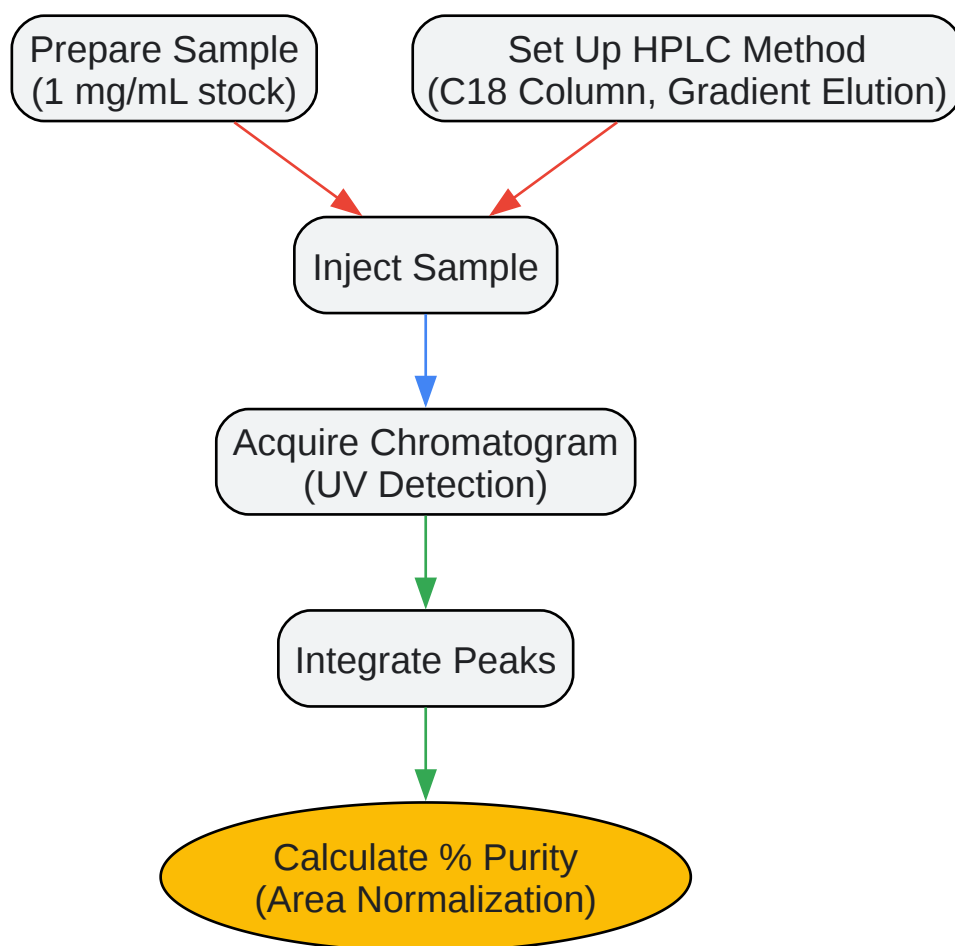 Prepare Sample
(1 mg/mL stock)
Set Up HPLC Method
(C18 Column, Gradient Elution)
Inject Sample
Acquire Chromatogram
(UV Detection)
Integrate Peaks
Calculate % Purity
(Area Normalization)